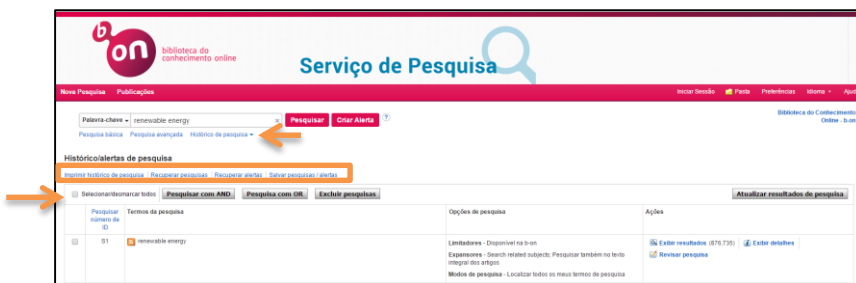 b
on
biblioteca do
conhecimento online
Serviço de Pesquisa
Nova Pesquisa Publicações
Iniciar Sessão Pasta Preferências Idioma Ajud
Palavra-chave renewable energy × Pesquisar Criar Alerta ?
Biblioteca do Conhecimento
Online - b-on
Pesquisa básica Pesquisa avançada Histórico de pesquisa
Histórico/alertas de pesquisa
Imprimir histórico de pesquisa Recuperar pesquisas Recuperar alertas Salvar pesquisas / alertas
Selecionar/desmarcar todos Pesquisar com AND Pesquisa com OR Excluir pesquisas Atualizar resultados de pesquisa
Pesquisar
número de
ID
Termos da pesquisa
Opções de pesquisa
Ações
S1
renewable energy
Limitadores - Disponível na b-on
Expansores - Search related subjects; Pesquisar também no texto
integral dos artigos
Modos de pesquisa - Localizar todos os meus termos de pesquisa
Exibir resultados (876,735) Exibir detalhes
Revisar pesquisa